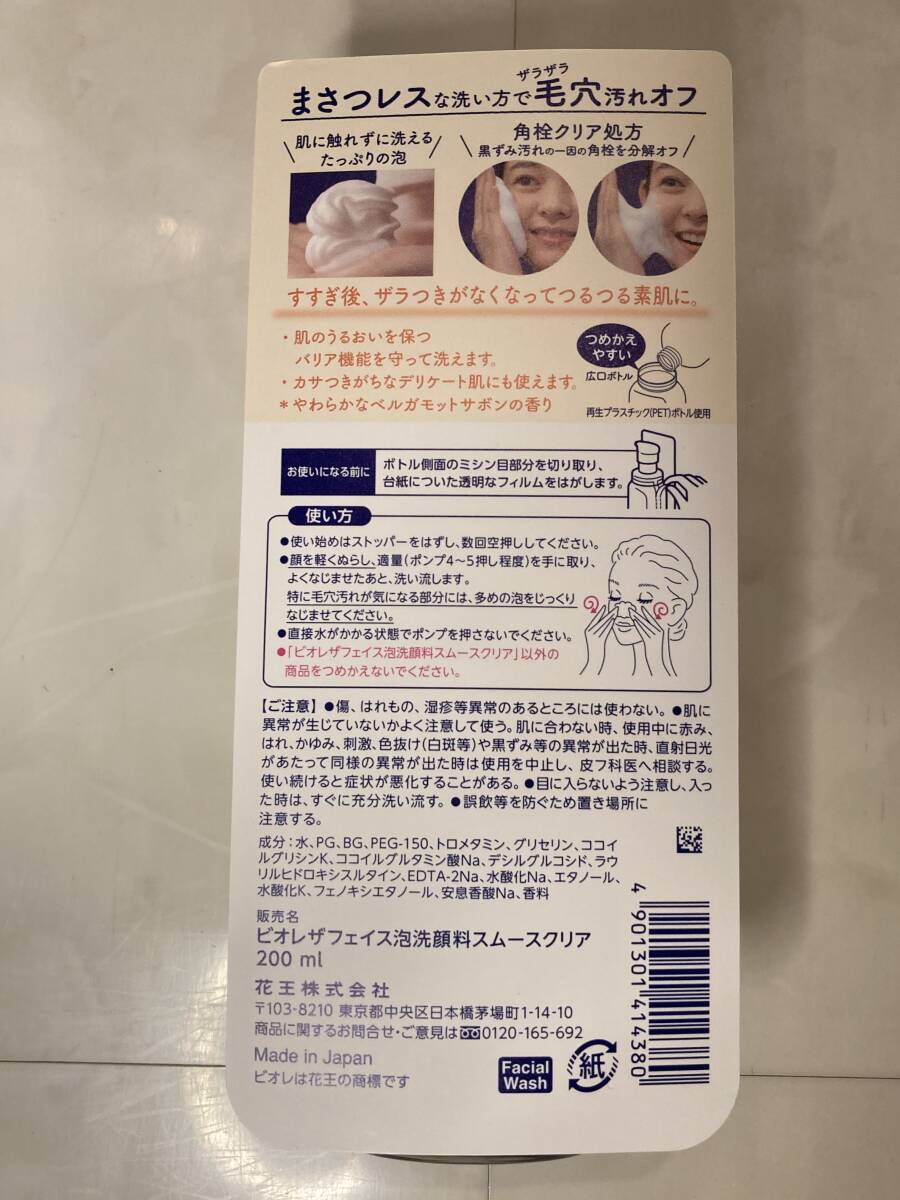 ザラザラ
まさつレスな洗い方で毛穴汚れオフ
肌に触れずに洗える
たっぷりの泡
角栓クリア処方
黒ずみ汚れの一因の角栓を分解オフ
すすぎ後、ザラつきがなくなってつるつる素肌に。
・肌のうるおいを保つ
バリア機能を守って洗えます。
・カサつきがちなデリケート肌にも使えます。
＊やわらかなベルガモットサボンの香り
つめかえ
やすい
広口ボトル
再生プラスチック(PET)ボトル使用
お使いになる前に
ボトル側面のミシン目部分を切り取り、
台紙についた透明なフィルムをはがします。
使い方
●使い始めはストッパーをはずし、数回空押ししてください。
●顔を軽くぬらし、適量(ポンプ4〜5押し程度)を手に取り、
よくなじませたあと、洗い流します。
特に毛穴汚れが気になる部分には、多めの泡をじっくり
なじませてください。
●直接水がかかる状態でポンプを押さないでください。
●「ビオレザフェイス泡洗顔料スムースクリア」以外の
商品をつめかえないでください。
【ご注意】●傷、はれもの、湿疹等異常のあるところには使わない。●肌に
異常が生じていないかよく注意して使う。肌に合わない時、使用中に赤み、
はれ、かゆみ、刺激、色抜け(白斑等)や黒ずみ等の異常が出た時、直射日光
があたって同様の異常が出た時は使用を中止し、皮フ科医へ相談する。
使い続けると症状が悪化することがある。●目に入らないよう注意し、入っ
た時は、すぐに充分洗い流す。●誤飲等を防ぐため置き場所に
注意する。
成分：水、PG、BG、PEG-150、トロメタミン、グリセリン、ココイ
ルグリシンK、ココイルグルタミン酸Na、デシルグルコシド、ラウ
リルヒドロキシスルタイン、EDTA-2Na、水酸化Na、エタノール、
水酸化K、フェノキシエタノール、安息香酸Na、香料
販売名
ビオレザフェイス泡洗顔料スムースクリア
200 ml
花王株式会社
〒103-8210 東京都中央区日本橋茅場町1-14-10
商品に関するお問合せ・ご意見は0120-165-692
Made in Japan
ビオレは花王の商標です
Facial
Wash
紙
4 901301 414380